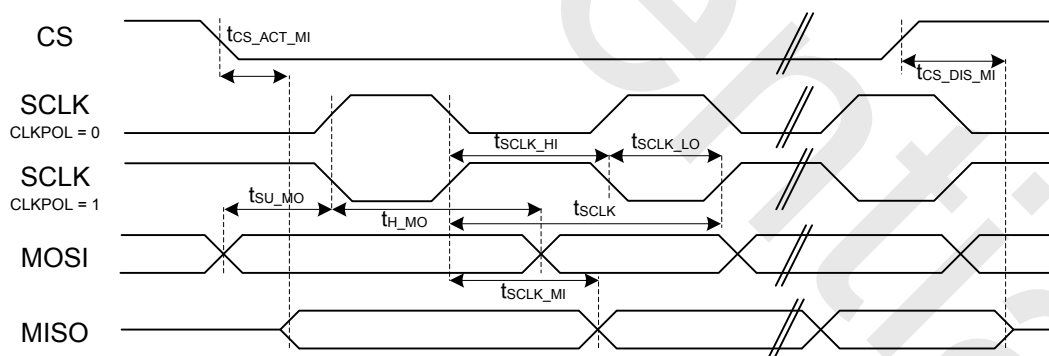 CS
tCS_ACT_MI
tCS_DIS_MI
SCLK
CLKPOL = 0
tSCLK_HI
tSCLK_LO
SCLK
CLKPOL = 1
tSU_MO
tH_MO
tSCLK
MOSI
tSCLK_MI
MISO